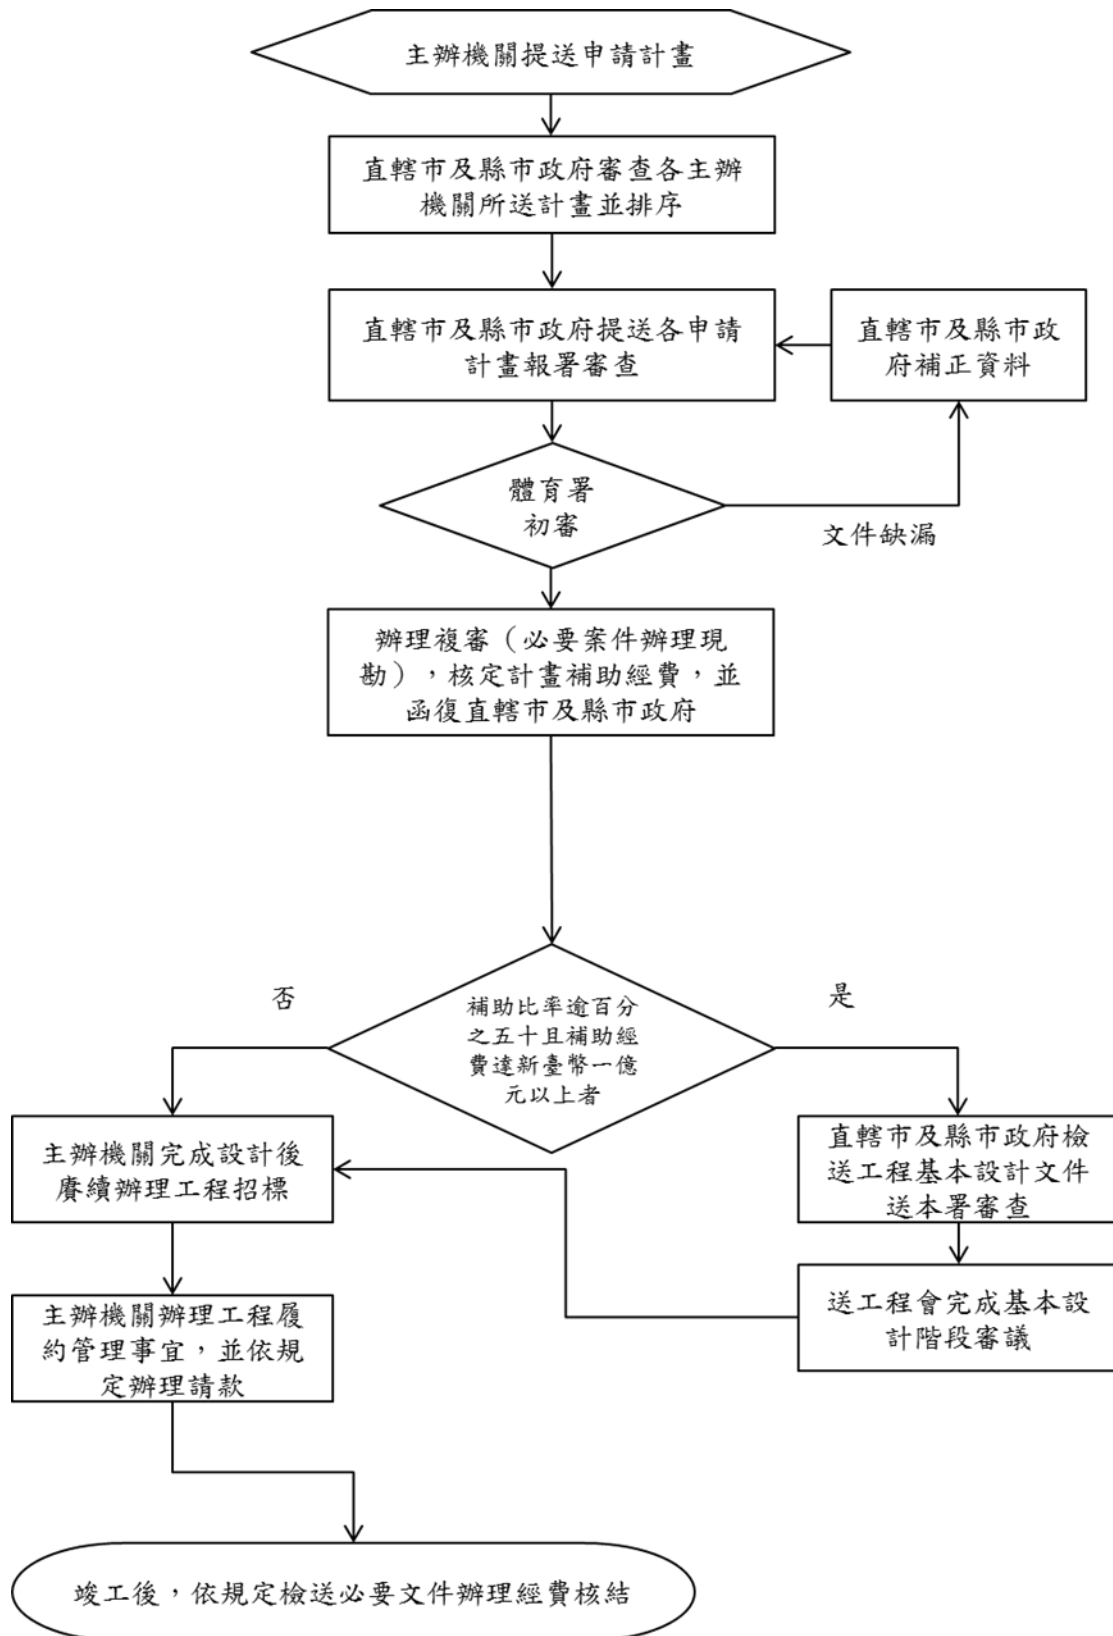 主辦機關提送申請計畫
直轄市及縣市政府審查各主辦
機關所送計畫並排序
直轄市及縣市政府提送各申請
計畫報署審查
直轄市及縣市政
府補正資料
體育署
初審
文件缺漏
辦理複審（必要案件辦理現
勘），核定計畫補助經費，並
函復直轄市及縣市政府
否
補助比率逾百分
之五十且補助經
費達新臺幣一億
元以上者
是
主辦機關完成設計後
賡續辦理工程招標
直轄市及縣市政府檢
送工程基本設計文件
送本署審查
送工程會完成基本設
計階段審議
主辦機關辦理工程履
約管理事宜，並依規
定辦理請款
竣工後，依規定檢送必要文件辦理經費核結